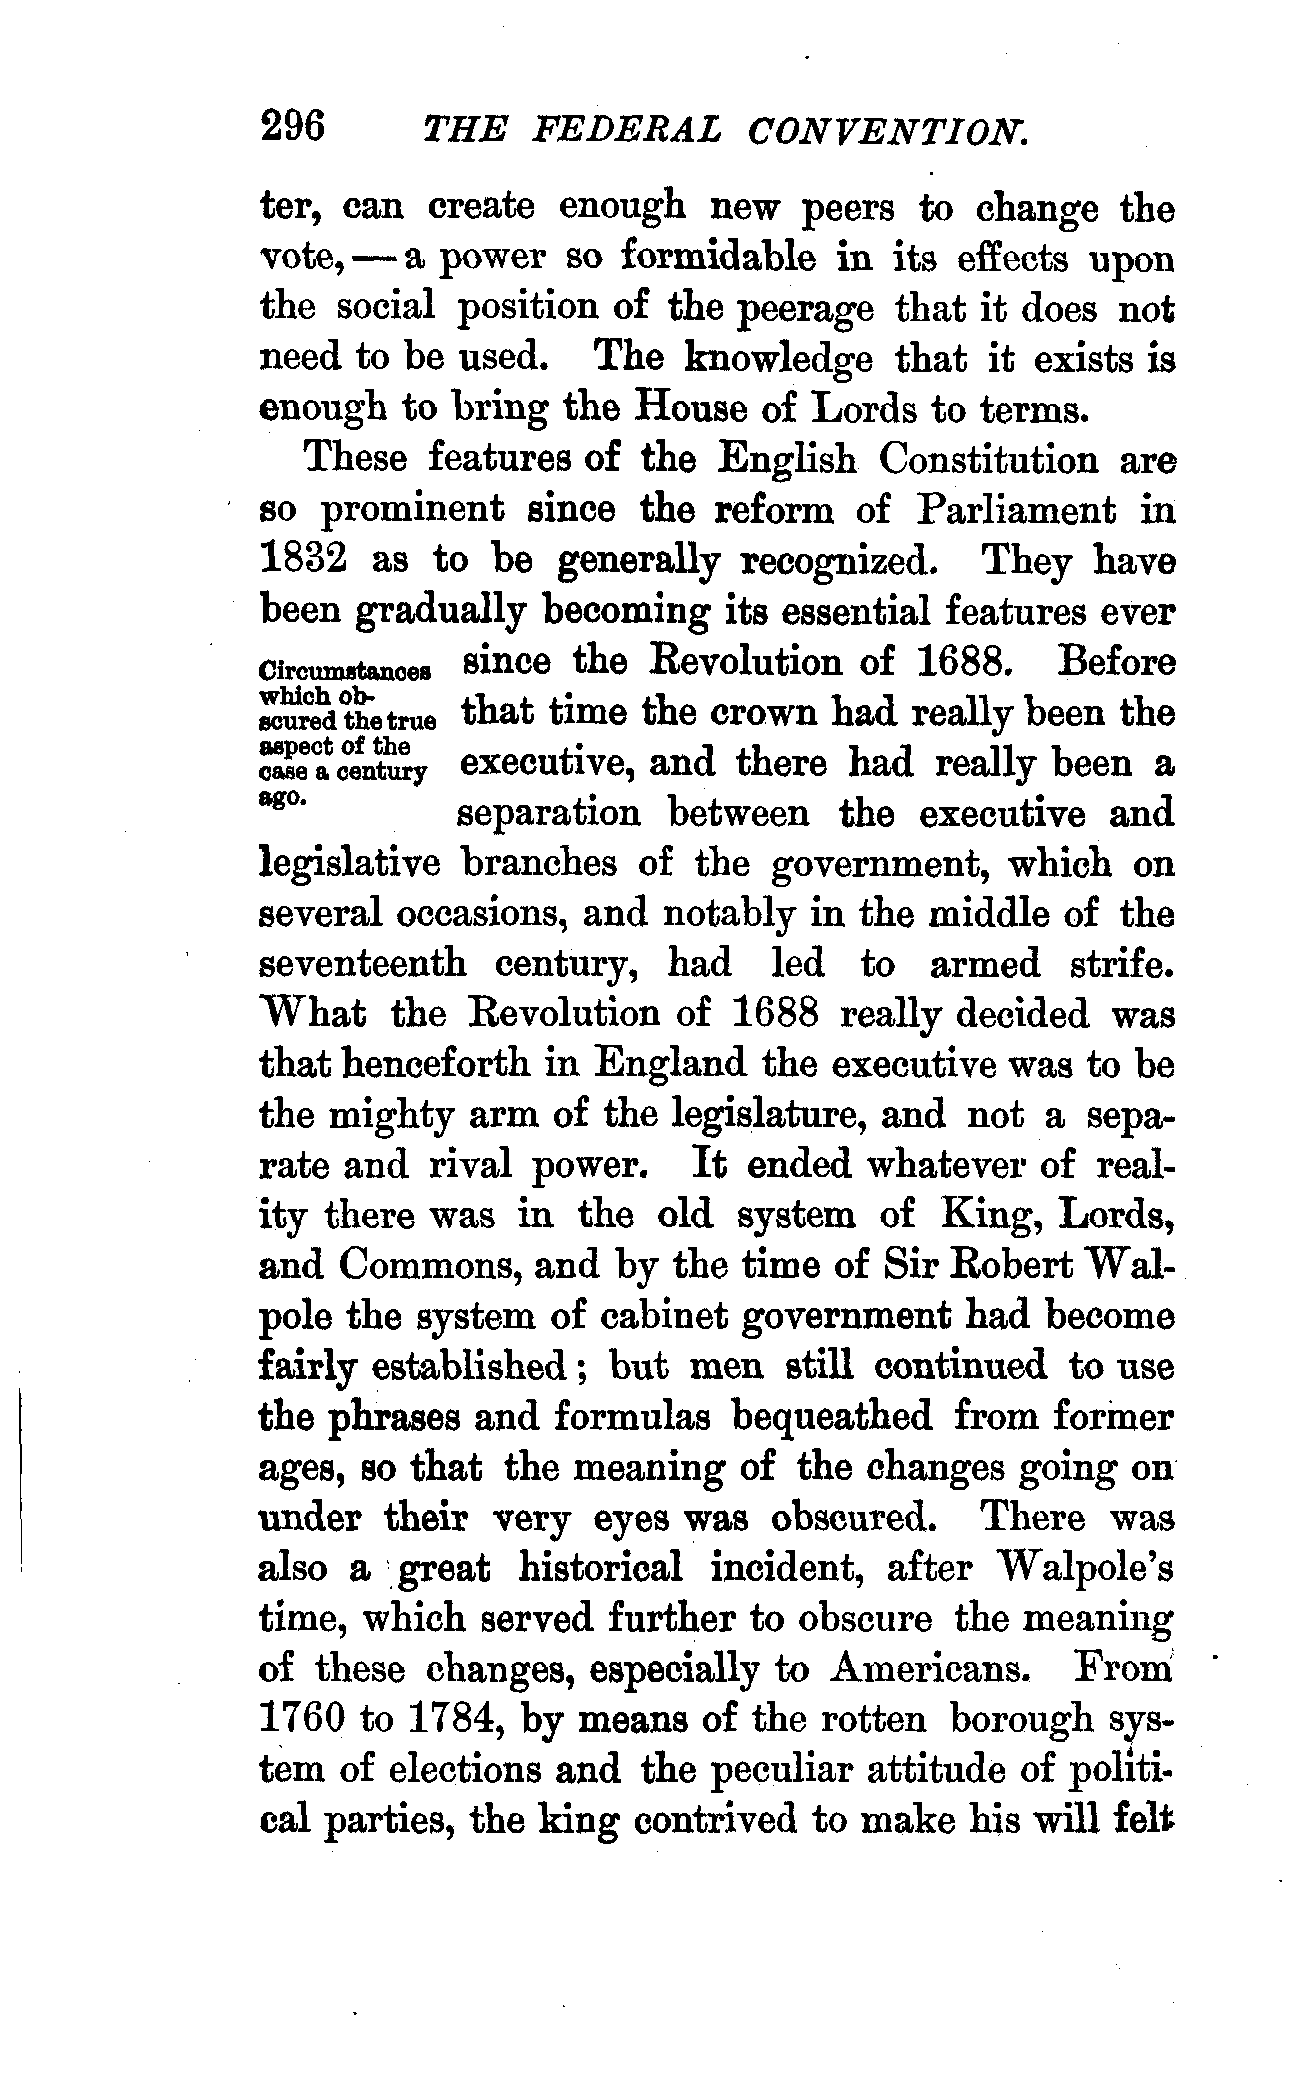 296 THE FEDERAL CONVENTION.
ter, can create enough new peers to change the
vote,—a power so formidable in its effects upon
the social position of the peerage that it does not
need to be used. The knowledge that it exists is
enough to bring the House of Lords to terms.
These features of the English Constitution are
so prominent since the reform of Parliament in
1832 as to be generally recognized. They have
been gradually becoming its essential features ever
Circumstances
which ob-
scured the true
aspect of the
case a century
ago.
since the Revolution of 1688. Before
that time the crown had really been the
executive, and there had really been a
separation between the executive and
legislative branches of the government, which on
several occasions, and notably in the middle of the
seventeenth century, had led to armed strife.
What the Revolution of 1688 really decided was
that henceforth in England the executive was to be
the mighty arm of the legislature, and not a sepa-
rate and rival power. It ended whatever of real-
ity there was in the old system of King, Lords,
and Commons, and by the time of Sir Robert Wal-
pole the system of cabinet government had become
fairly established; but men still continued to use
the phrases and formulas bequeathed from former
ages, so that the meaning of the changes going on
under their very eyes was obscured. There was
also a great historical incident, after Walpole's
time, which served further to obscure the meaning
of these changes, especially to Americans. From
1760 to 1784, by means of the rotten borough sys-
tem of elections and the peculiar attitude of politi-
cal parties, the king contrived to make his will felt